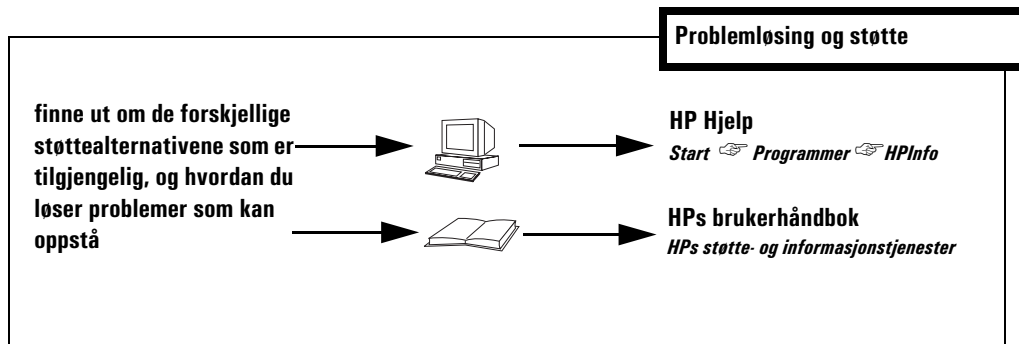 Problemløsing og støtte
finne ut om de forskjellige
støttealternativene som er
tilgjengelig, og hvordan du
løser problemer som kan
oppstå
HP Hjelp
Start ☞ Programmer ☞ HPInfo
HPs brukerhåndbok
HPs støtte- og informasjonstjenester